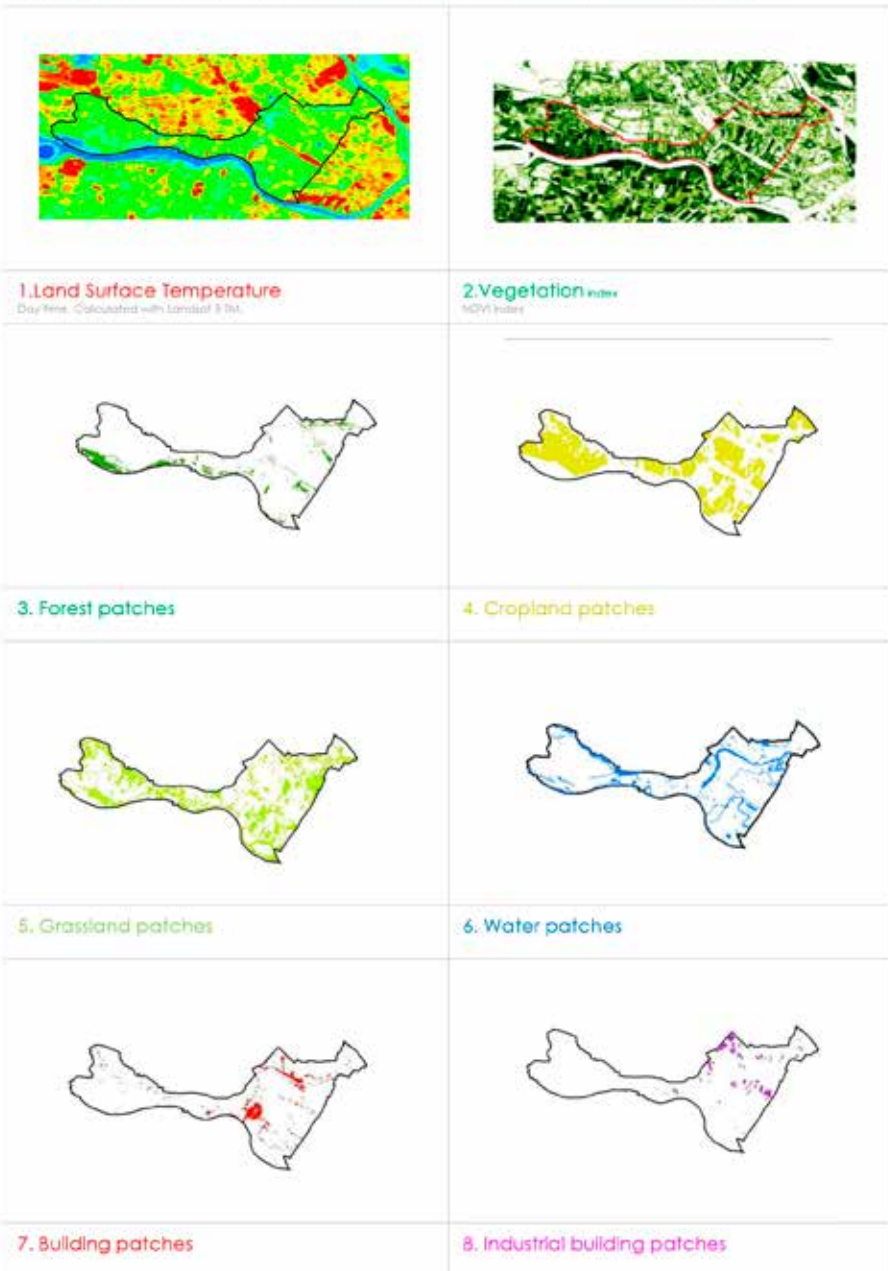 1.Land Surface Temperature
Day time. Calculated with Landsat 5 TM.
2.Vegetation index
NDVI index
3. Forest patches
4. Cropland patches
5. Grassland patches
6. Water patches
7. Building patches
8. Industrial building patches